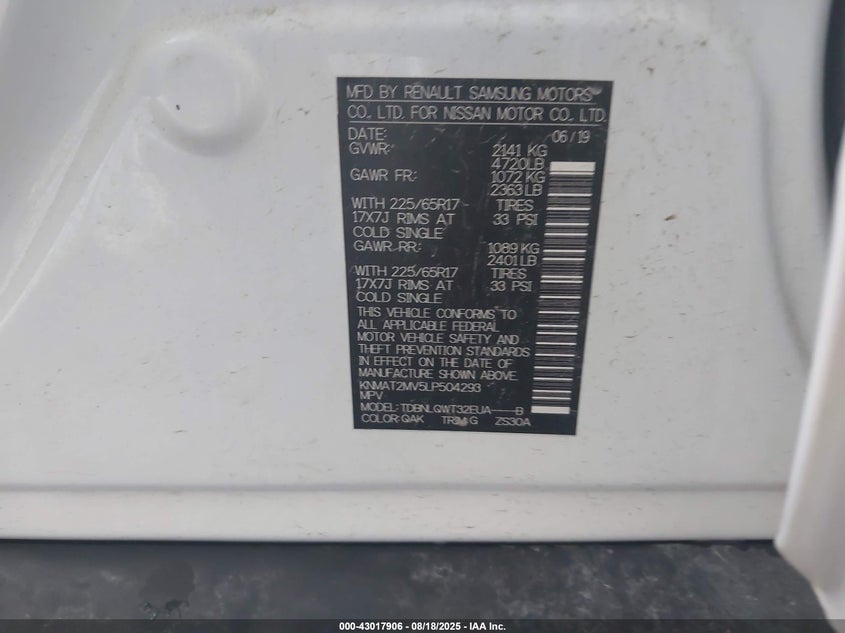 MFD BY RENAULT SAMSUNG MOTORS
CO., LTD. FOR NISSAN MOTOR CO., LTD.
DATE: 06/19
GVWR: 2141 KG
4720LB
GAWR FR: 1072 KG
2363 LB
WITH 225/65R17 TIRES
17X7J RIMS AT 33 PSI
COLD SINGLE
GAWR RR: 1089 KG
2401 LB
WITH 225/65R17 TIRES
17X7J RIMS AT 33 PSI
COLD SINGLE
THIS VEHICLE CONFORMS TO
ALL APPLICABLE FEDERAL
MOTOR VEHICLE SAFETY AND
THEFT PREVENTION STANDARDS
IN EFFECT ON THE DATE OF
MANUFACTURE SHOWN ABOVE.
KNMAT2MV5LP504293
MPV
MODEL: TDBNLQWT32EUA----B
COLOR: QAK TRIM: G ZS30A
000-43017906 - 08/18/2025 - IAA Inc.